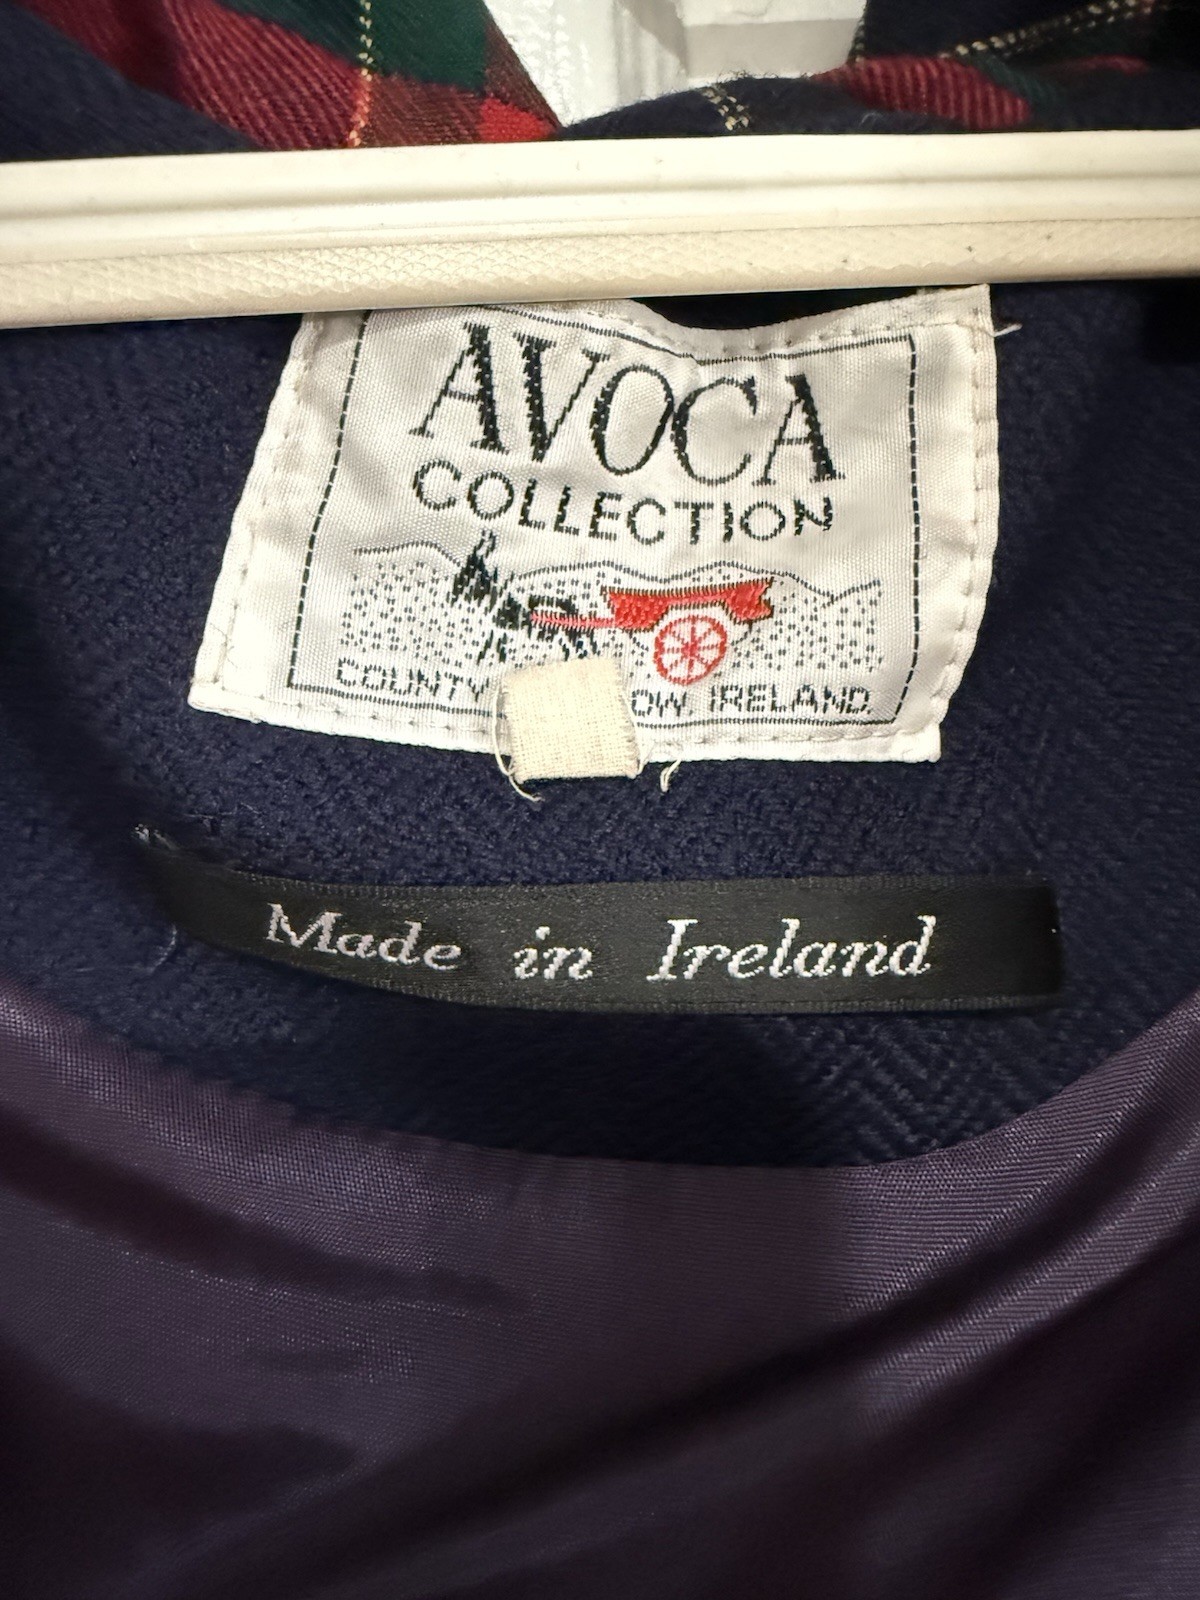 AVOCA
COLLECTION
COUNTY OW. IRELAND.
Made in Ireland